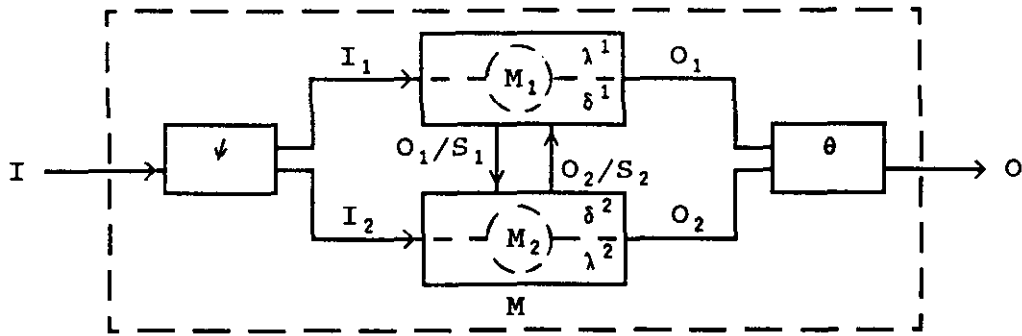 I₁ M₁ λ¹ δ¹ O₁
I ψ O₁/S₁ O₂/S₂ θ O
I₂ M₂ δ² λ² O₂
M